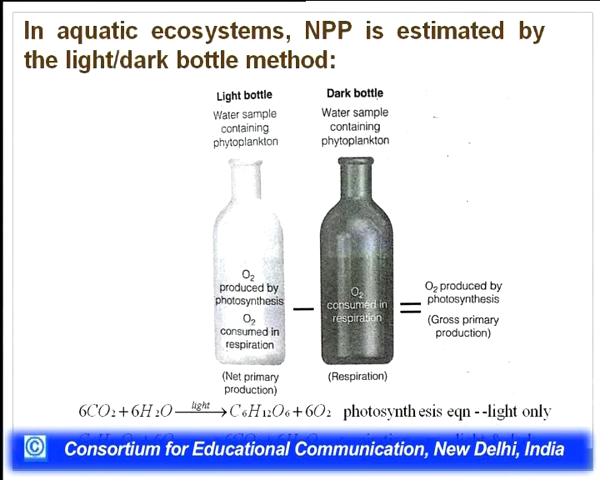 In aquatic ecosystems, NPP is estimated by
the light/dark bottle method:
Light bottle
Water sample
containing
phytoplankton
Dark bottle
Water sample
containing
phytoplankton
O2
produced by
photosynthesis
O2
consumed in
respiration
(Net primary
production)
—
O2
consumed in
respiration
(Respiration)
=
O2 produced by
photosynthesis
(Gross primary
production)
6CO2 + 6H2O —light→ C6H12O6 + 6O2 photosynth esis eqn --light only
© Consortium for Educational Communication, New Delhi, India